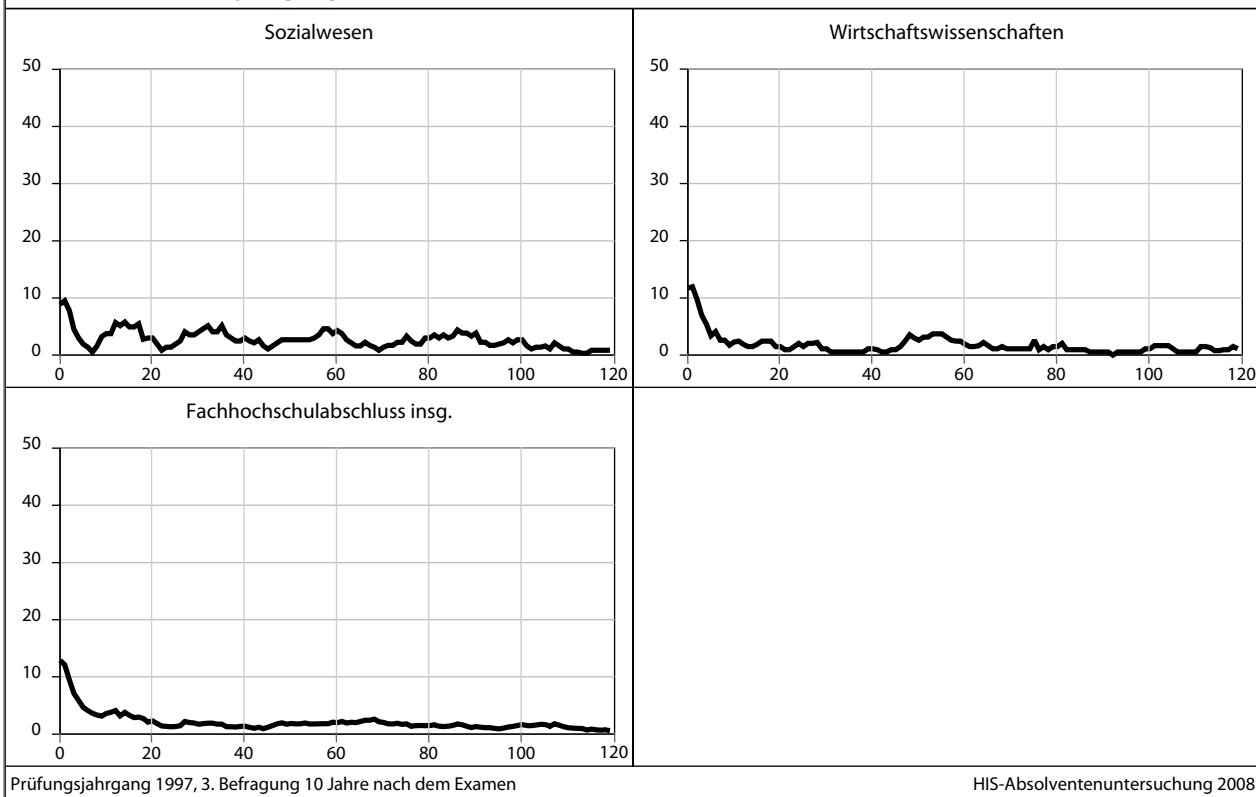 Sozialwesen
50
40
30
20
10
0
0 20 40 60 80 100 120
Wirtschaftswissenschaften
50
40
30
20
10
0
0 20 40 60 80 100 120
Fachhochschulabschluss insg.
50
40
30
20
10
0
0 20 40 60 80 100 120
Prüfungsjahrgang 1997, 3. Befragung 10 Jahre nach dem Examen
HIS-Absolventenuntersuchung 2008